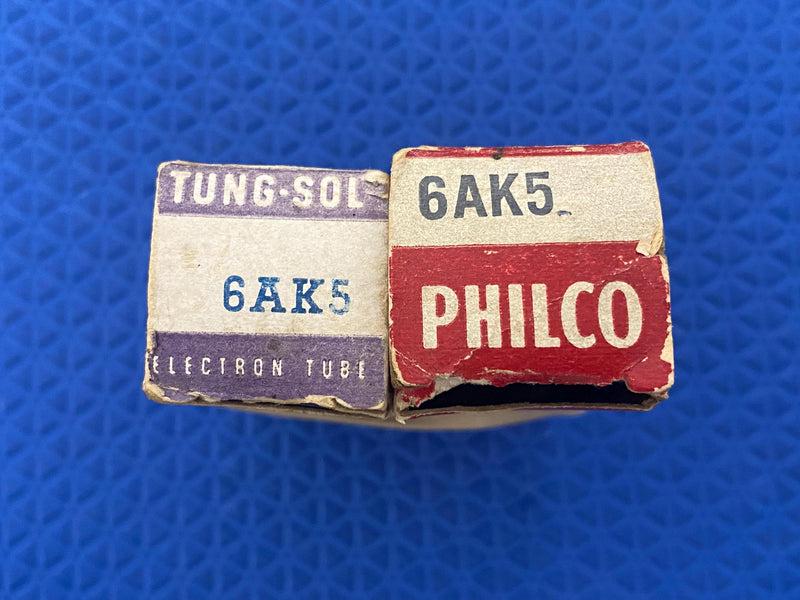 TUNG·SOL
6AK5
ELECTRON TUBE
6AK5
PHILCO